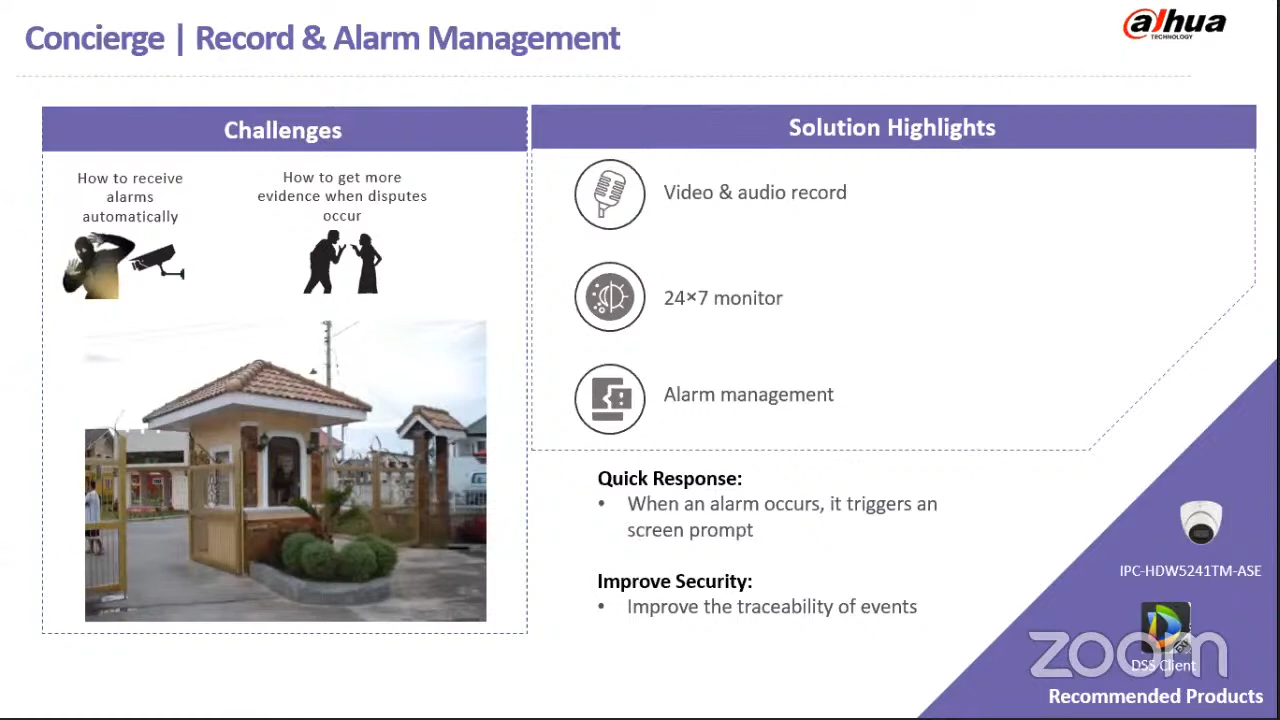 Concierge | Record & Alarm Management
alhua
TECHNOLOGY
Challenges
How to receive
alarms
automatically
How to get more
evidence when disputes
occur
Solution Highlights
Video & audio record
24×7 monitor
Alarm management
Quick Response:
• When an alarm occurs, it triggers an
screen prompt
Improve Security:
• Improve the traceability of events
IPC-HDW5241TM-ASE
zoom
DSS Client
Recommended Products